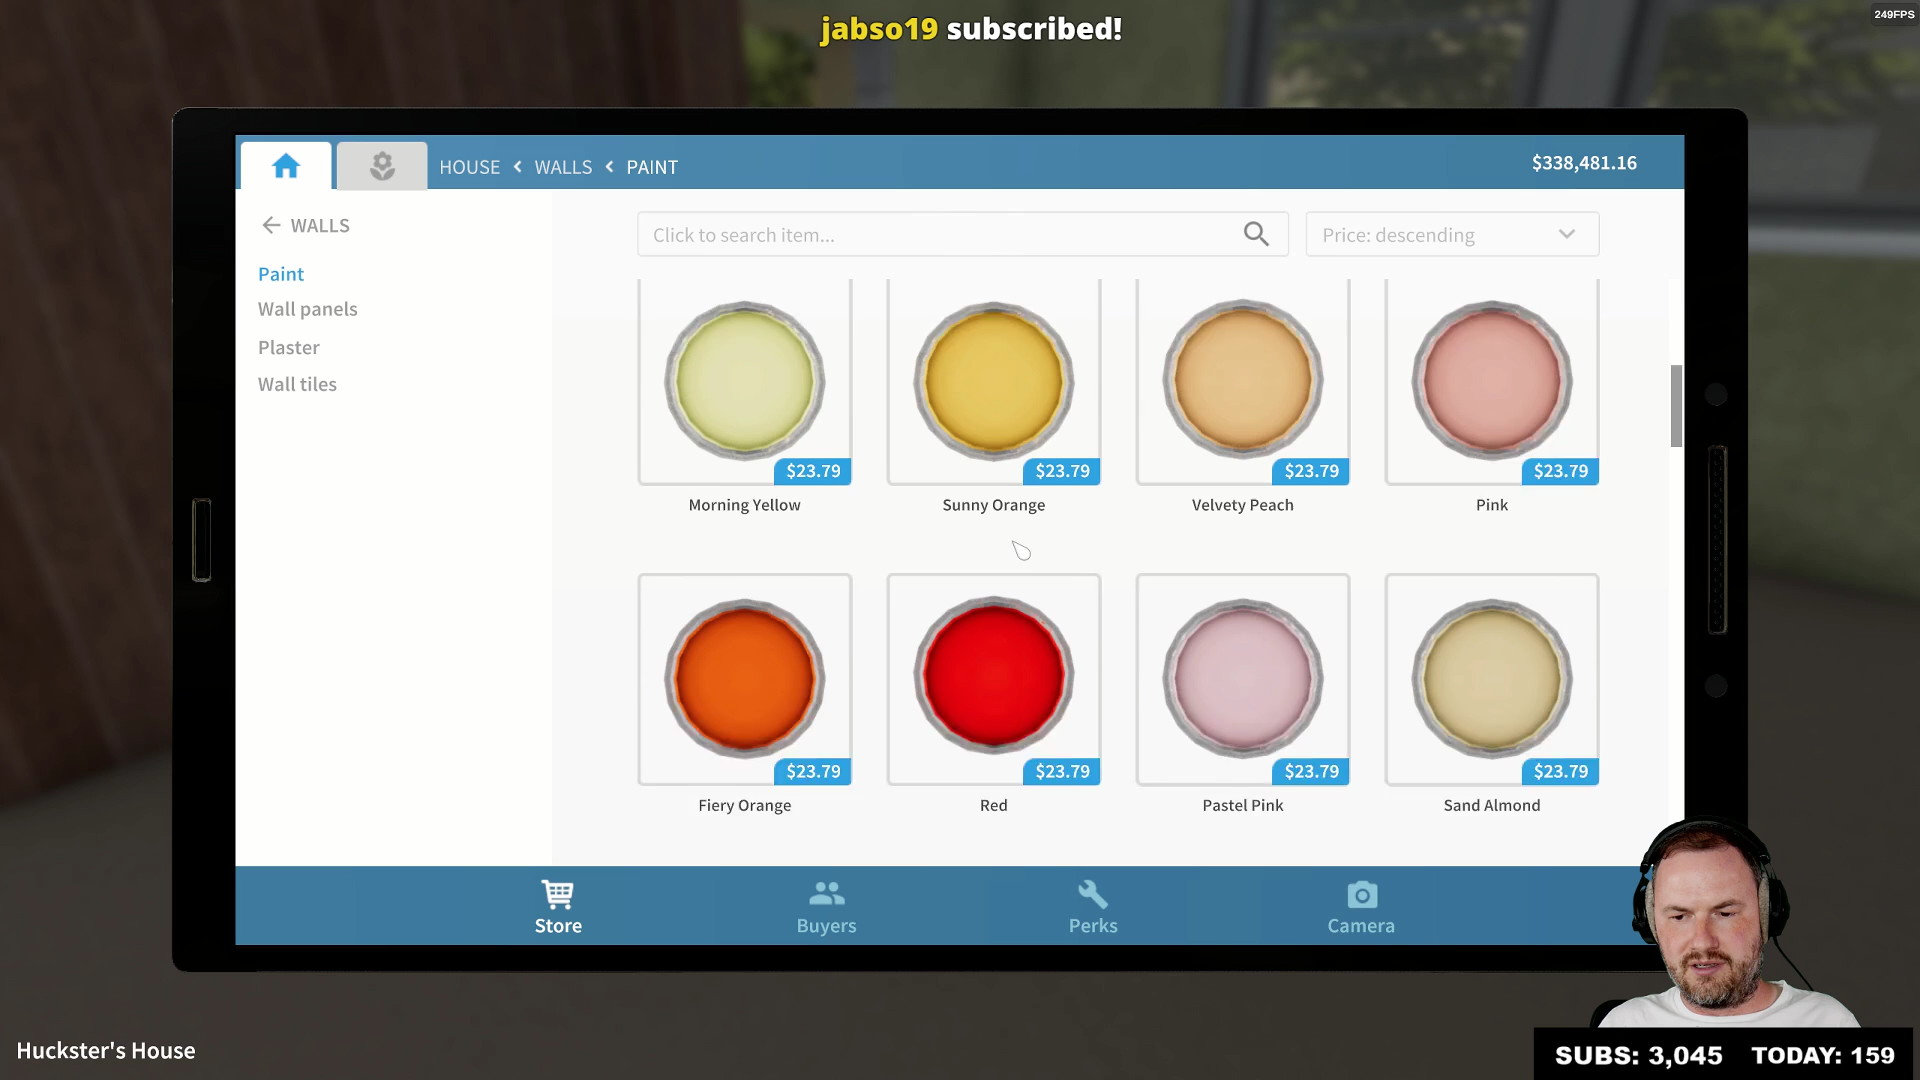 jabso19 subscribed!
249FPS
HOUSE < WALLS < PAINT
$338,481.16
WALLS
Click to search item...
Price: descending
Paint
Wall panels
Plaster
Wall tiles
$23.79 $23.79 $23.79 $23.79
Morning Yellow Sunny Orange Velvety Peach Pink
$23.79 $23.79 $23.79 $23.79
Fiery Orange Red Pastel Pink Sand Almond
Store Buyers Perks Camera
Huckster's House
SUBS: 3,045 TODAY: 159